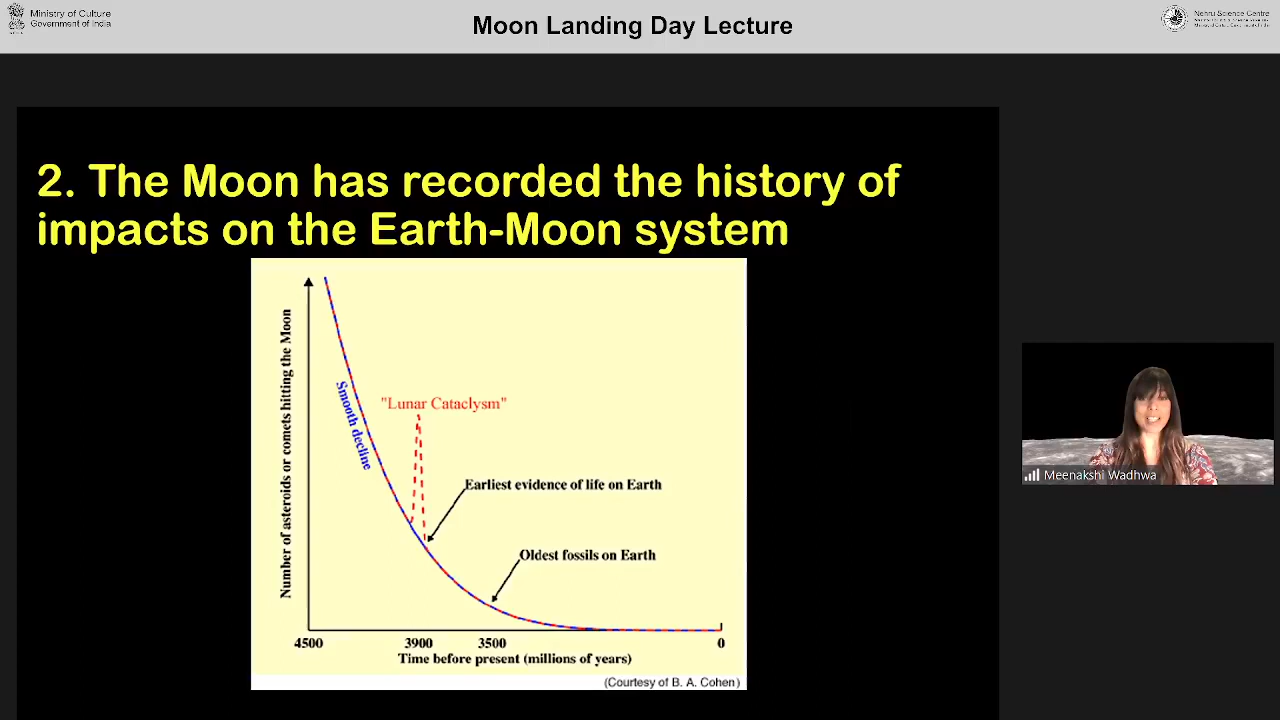 Ministry of Culture
Government of India
Moon Landing Day Lecture
Nehru Science Centre
2. The Moon has recorded the history of
impacts on the Earth-Moon system
Number of asteroids or comets hitting the Moon
Smooth decline
"Lunar Cataclysm"
Earliest evidence of life on Earth
Oldest fossils on Earth
4500
3900
3500
0
Time before present (millions of years)
(Courtesy of B. A. Cohen)
Meenakshi Wadhwa